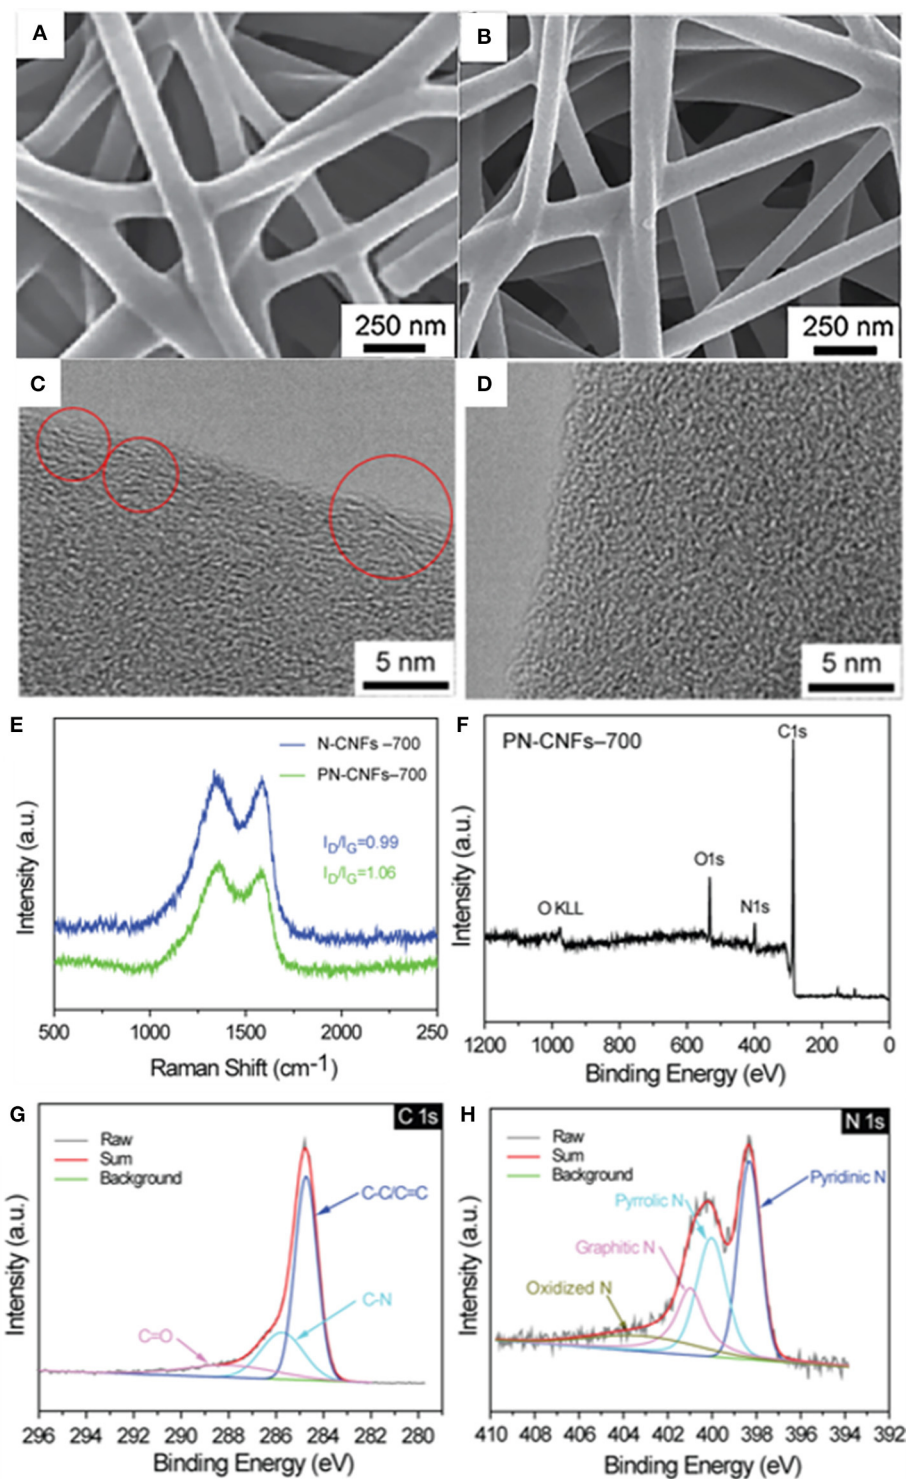 A
B
250 nm
250 nm
C
D
5 nm
5 nm
E
N-CNFs –700
PN-CNFs–700
I_D/I_G=0.99
I_D/I_G=1.06
Intensity (a.u.)
500 1000 1500 2000 250
Raman Shift (cm-1)
F
PN-CNFs–700
C1s
O1s
N1s
O KLL
Intensity (a.u.)
1200 1000 800 600 400 200 0
Binding Energy (eV)
G
C 1s
Raw
Sum
Background
C-C/C=C
C-N
C=O
Intensity (a.u.)
296 294 292 290 288 286 284 282 280
Binding Energy (eV)
H
N 1s
Raw
Sum
Background
Pyridinic N
Pyrrolic N
Graphitic N
Oxidized N
Intensity (a.u.)
410 408 406 404 402 400 398 396 394 392
Binding Energy (eV)